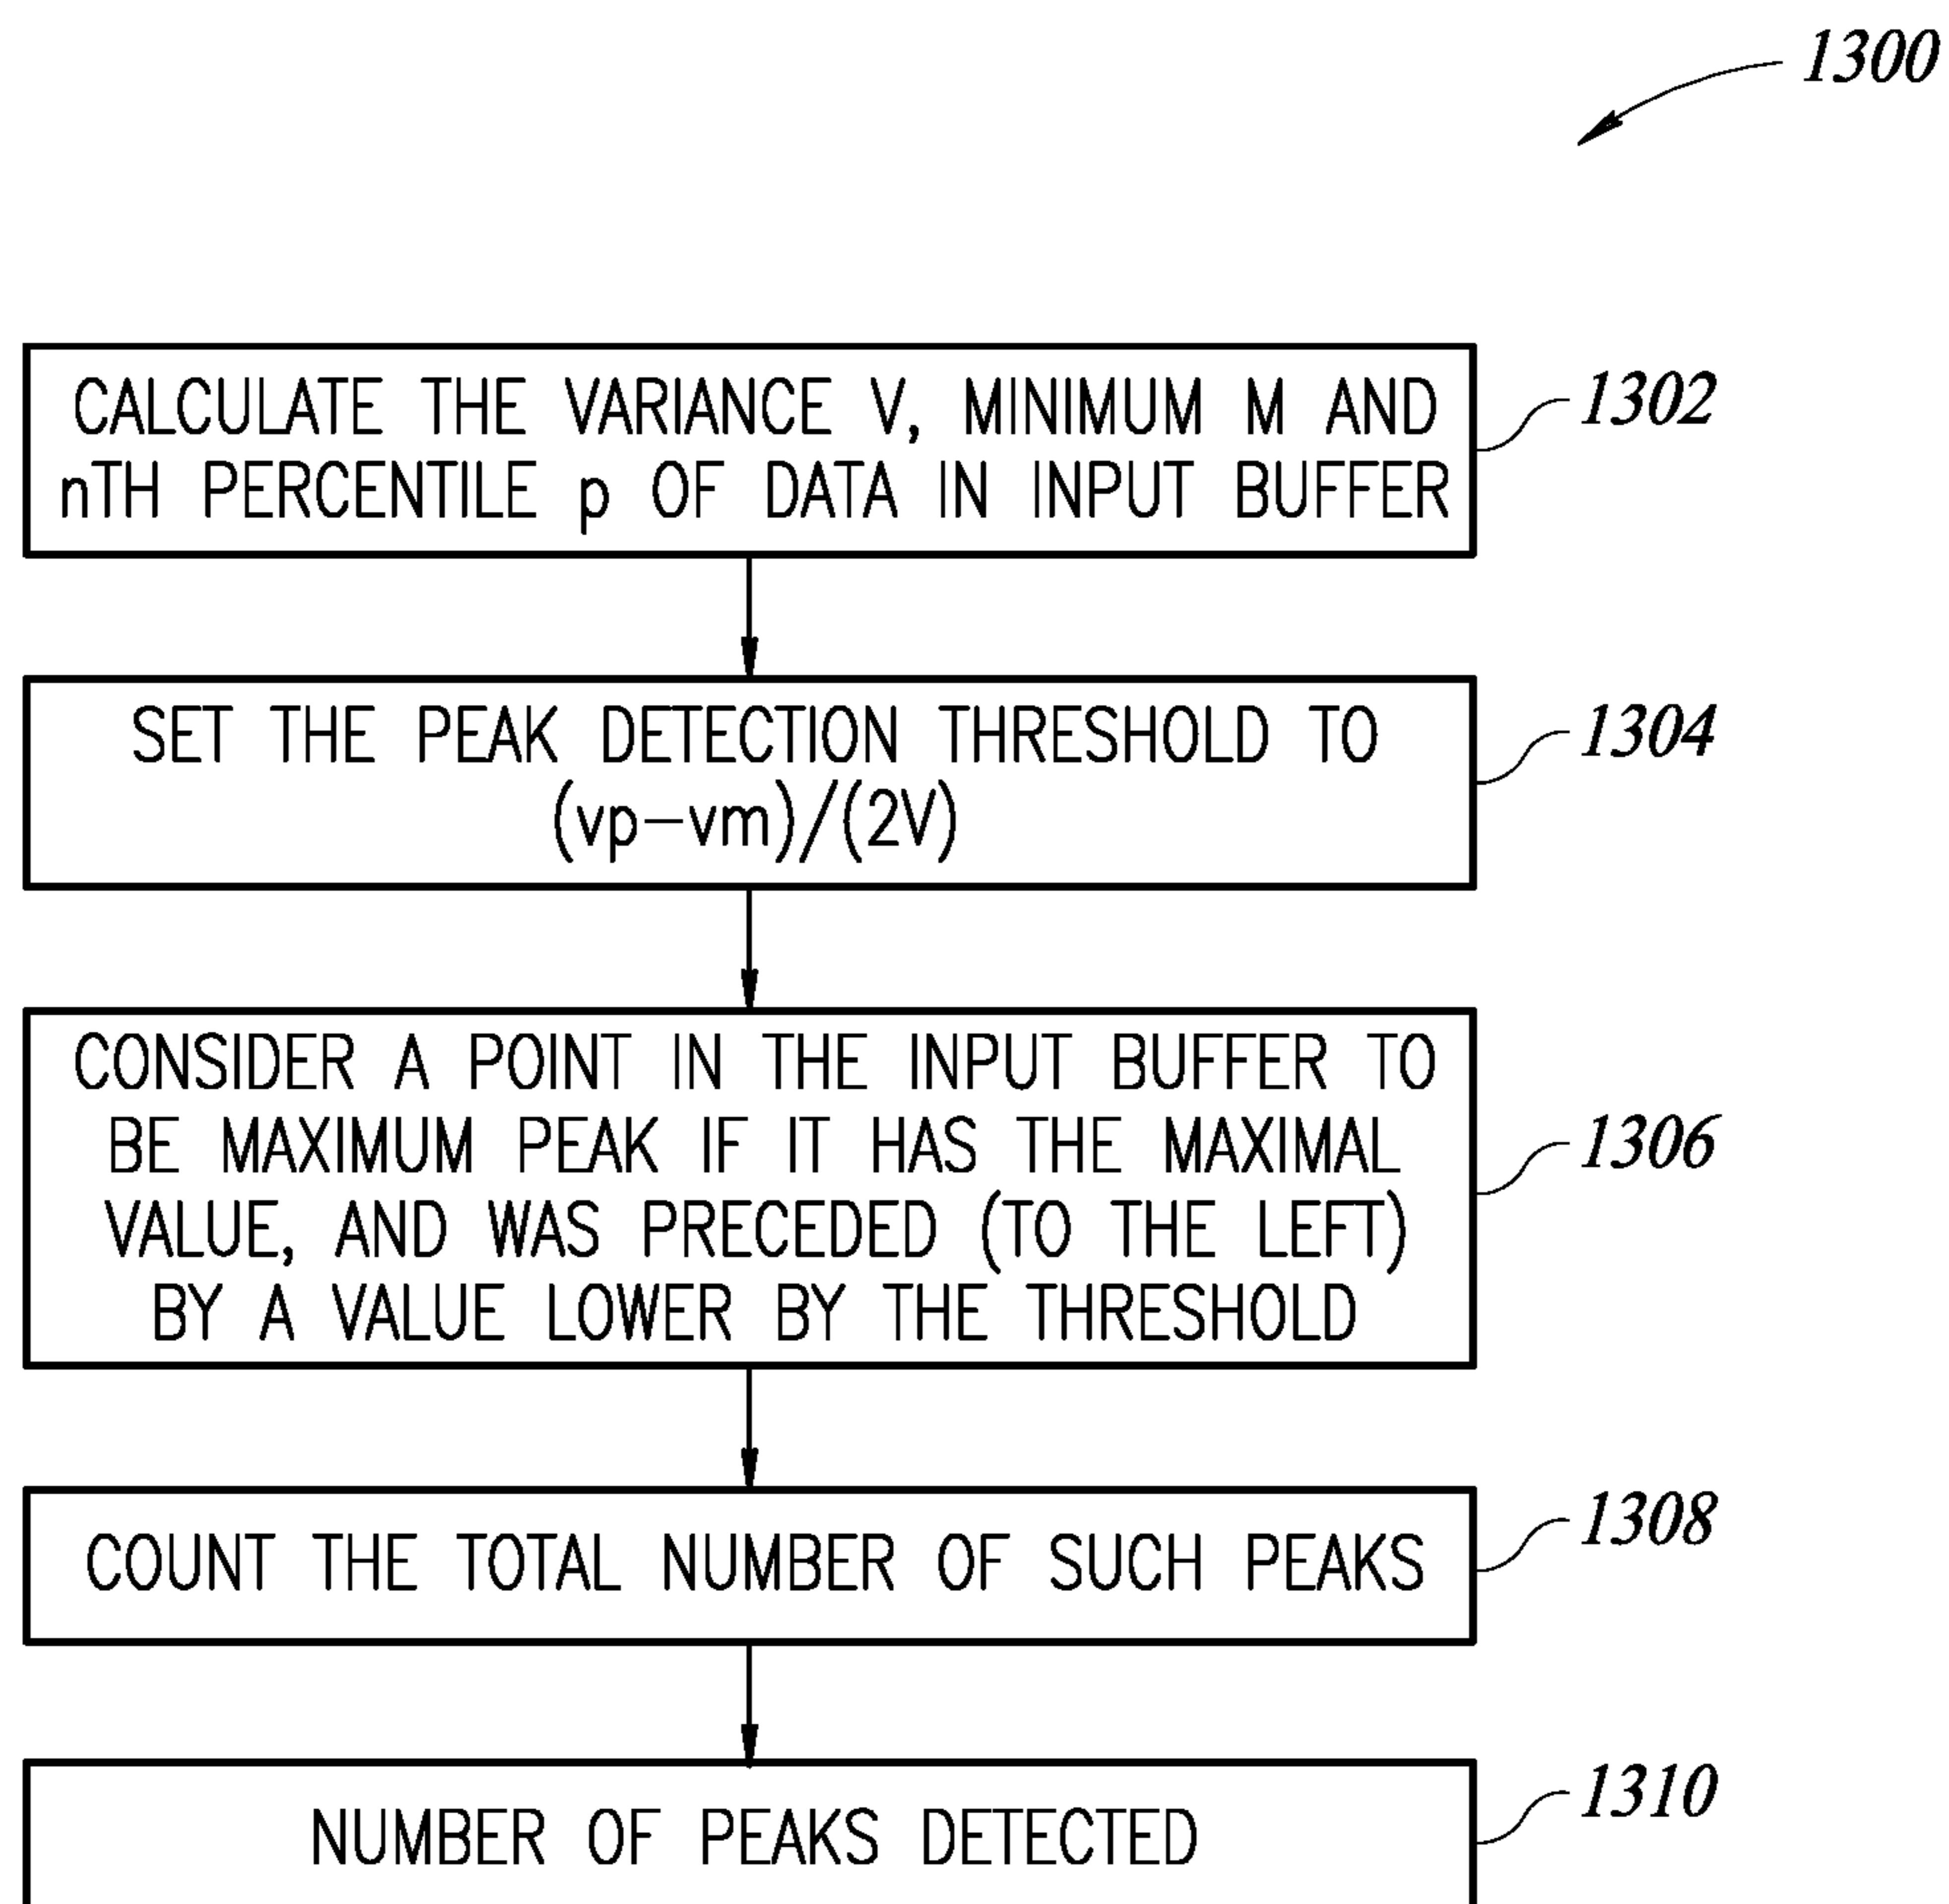 1300
CALCULATE THE VARIANCE V, MINIMUM M AND
nTH PERCENTILE p OF DATA IN INPUT BUFFER
1302
SET THE PEAK DETECTION THRESHOLD TO
(vp-vm)/(2V)
1304
CONSIDER A POINT IN THE INPUT BUFFER TO
BE MAXIMUM PEAK IF IT HAS THE MAXIMAL
VALUE, AND WAS PRECEDED (TO THE LEFT)
BY A VALUE LOWER BY THE THRESHOLD
1306
COUNT THE TOTAL NUMBER OF SUCH PEAKS
1308
NUMBER OF PEAKS DETECTED
1310